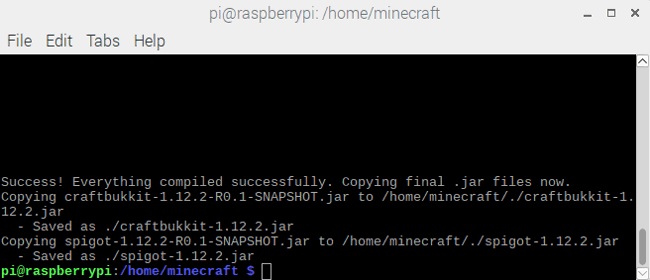 pi@raspberrypi: /home/minecraft
File Edit Tabs Help
Success! Everything compiled successfully. Copying final .jar files now.
Copying craftbukkit-1.12.2-R0.1-SNAPSHOT.jar to /home/minecraft/./craftbukkit-1.
12.2.jar
  - Saved as ./craftbukkit-1.12.2.jar
Copying spigot-1.12.2-R0.1-SNAPSHOT.jar to /home/minecraft/./spigot-1.12.2.jar
  - Saved as ./spigot-1.12.2.jar
pi@raspberrypi:/home/minecraft $